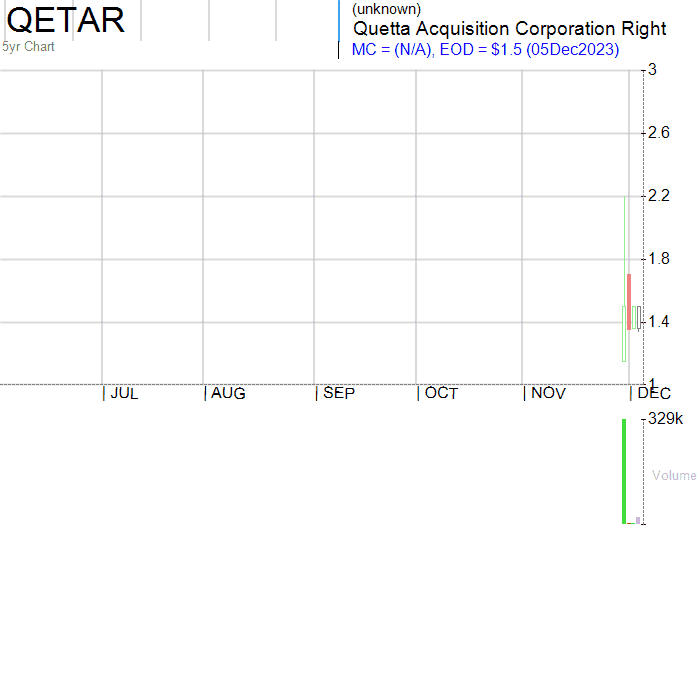 QETAR
5yr Chart
(unknown)
Quetta Acquisition Corporation Right
MC = (N/A), EOD = $1.5 (05Dec2023)
3
2.6
2.2
1.8
1.4
1
JUL AUG SEP OCT NOV DEC
329k
Volume